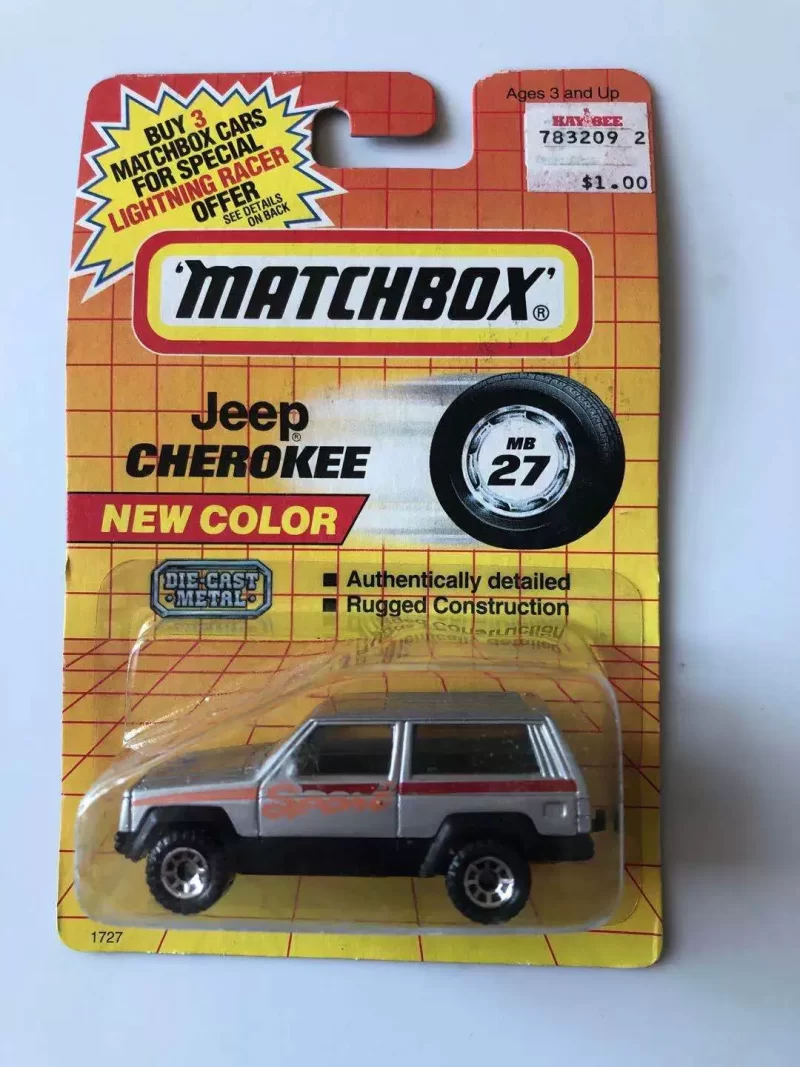 Ages 3 and Up
KAY·BEE
783209 2
$1.00
BUY 3
MATCHBOX CARS
FOR SPECIAL
LIGHTNING RACER
OFFER
SEE DETAILS
ON BACK
'MATCHBOX'®
Jeep®
CHEROKEE
MB
27
NEW COLOR
DIE-CAST
METAL
■ Authentically detailed
■ Rugged Construction
Sport
1727